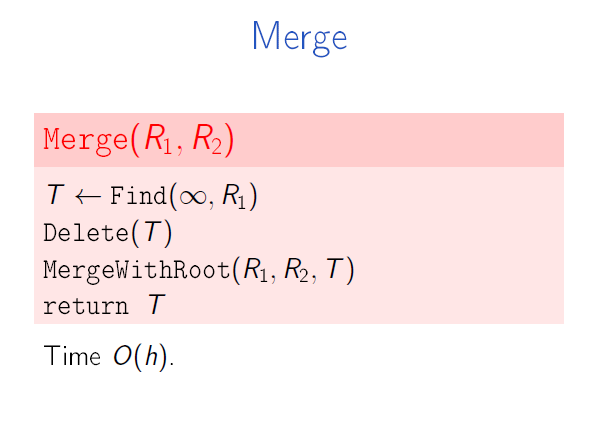 Merge
Merge(R₁, R₂)
T ← Find(∞, R₁)
Delete(T)
MergeWithRoot(R₁, R₂, T)
return T
Time O(h).